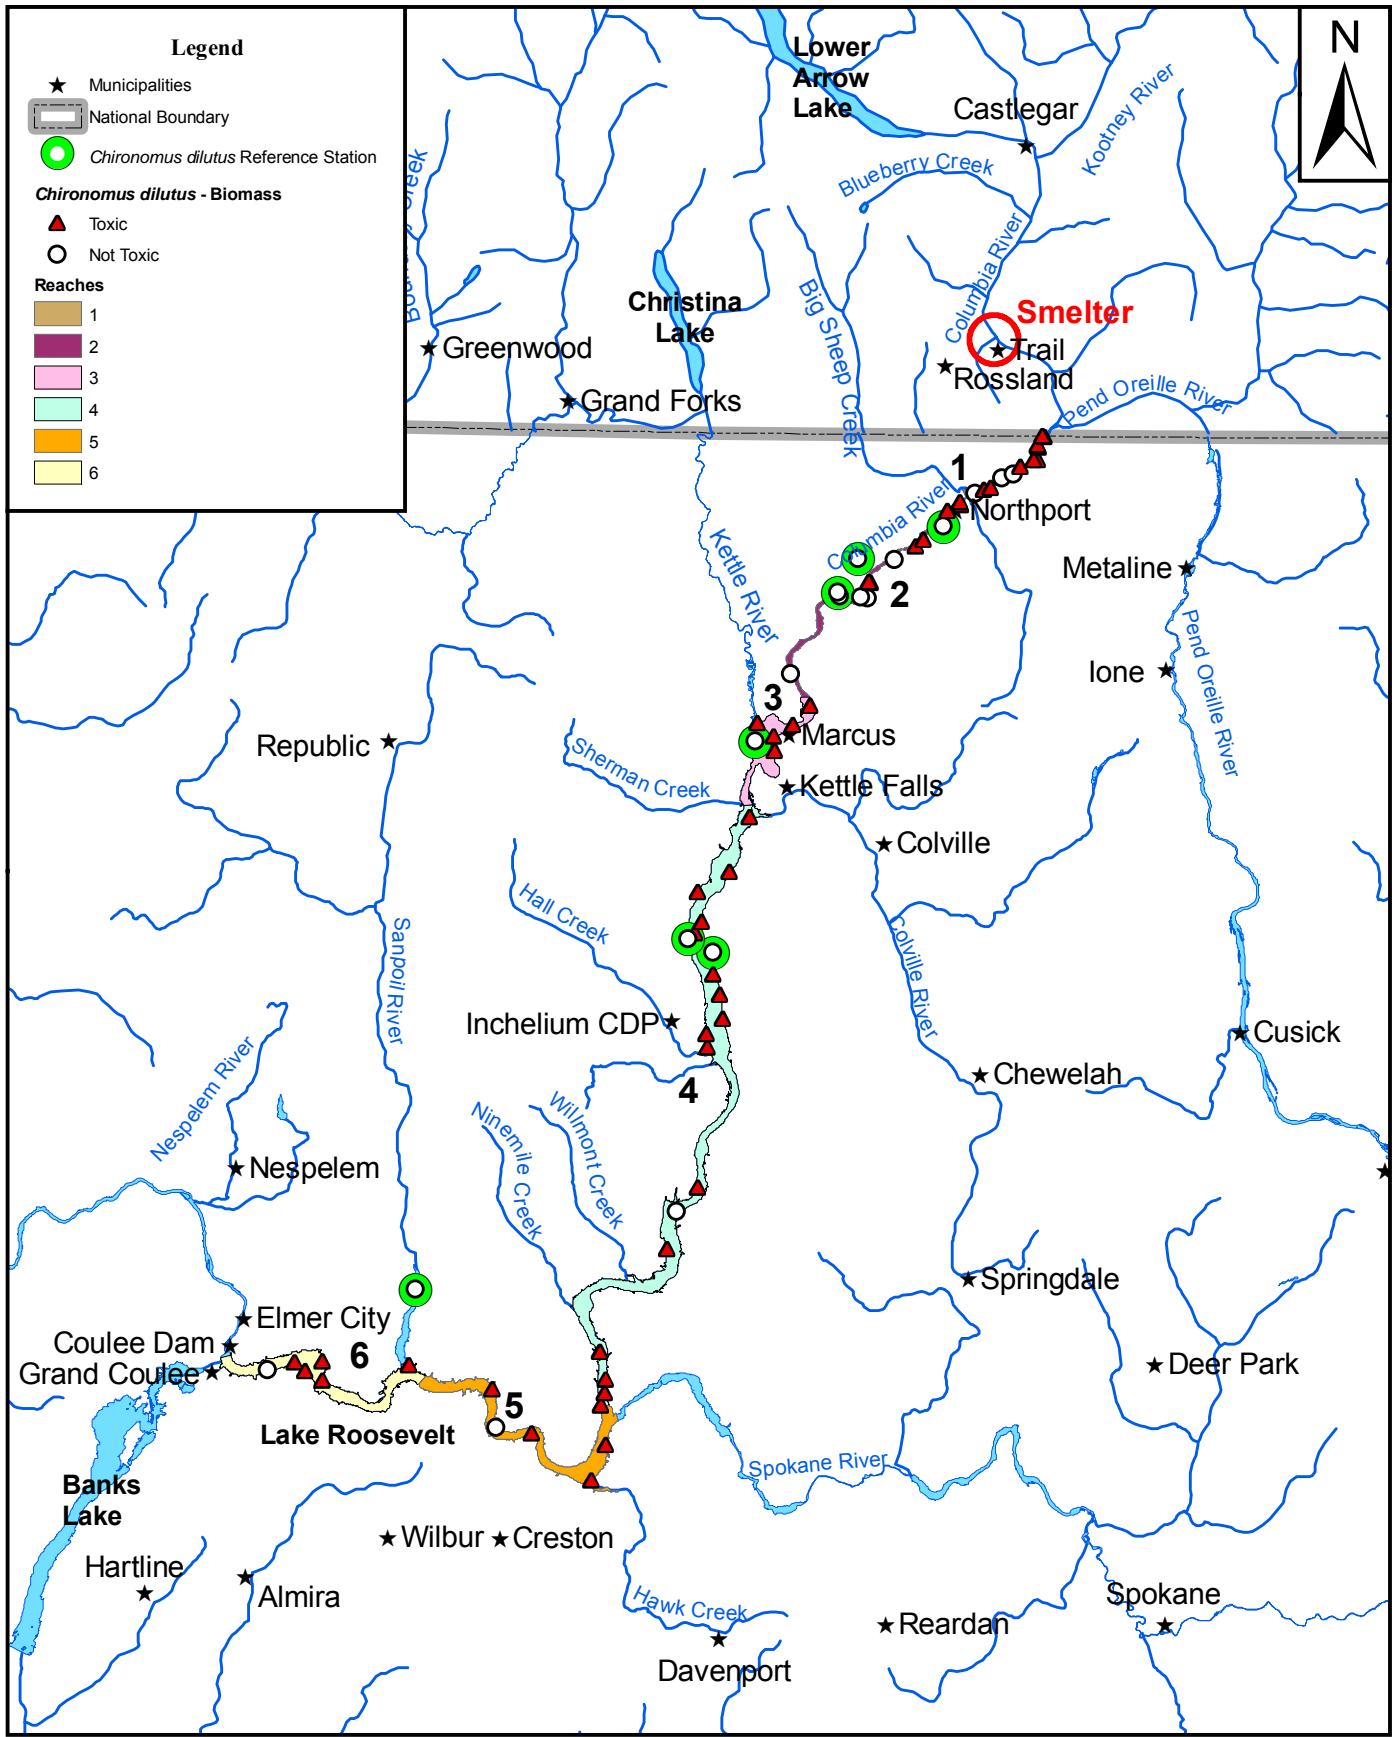 Legend
Municipalities
National Boundary
Chironomus dilutus Reference Station
Chironomus dilutus - Biomass
Toxic
Not Toxic
Reaches
1
2
3
4
5
6
N
Lower
Arrow
Lake
Castlegar
Kootney River
Blueberry Creek
Columbia River
Christina
Lake
Big Sheep Creek
Smelter
Trail
Rossland
Greenwood
Grand Forks
Pend Oreille River
1
Northport
Columbia River
Kettle River
Metaline
2
Pend Oreille River
Ione
3
Marcus
Republic
Sherman Creek
Kettle Falls
Colville
Hall Creek
Sanpoil River
Colville River
Inchelium CDP
Cusick
Nespelem River
4
Chewelah
Ninemile Creek
Wilmont Creek
Nespelem
Springdale
Elmer City
Coulee Dam
Grand Coulee
6
Deer Park
5
Lake Roosevelt
Spokane River
Banks
Lake
Wilbur
Creston
Hartline
Almira
Hawk Creek
Spokane
Reardan
Davenport